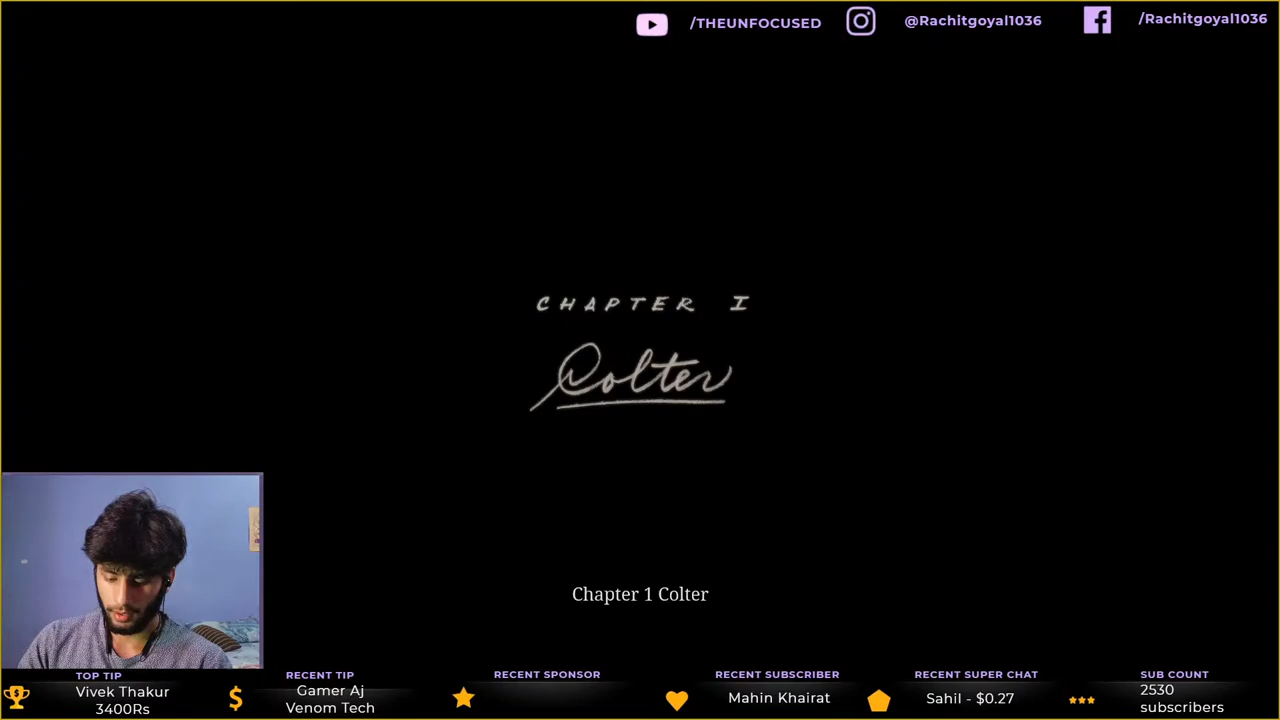 /THEUNFOCUSED @Rachitgoyal1036 /Rachitgoyal1036
CHAPTER I
Colter
Chapter 1 Colter
TOP TIP
Vivek Thakur
3400Rs
RECENT TIP
Gamer Aj
Venom Tech
RECENT SPONSOR
RECENT SUBSCRIBER
Mahin Khairat
RECENT SUPER CHAT
Sahil - $0.27
SUB COUNT
2530
subscribers